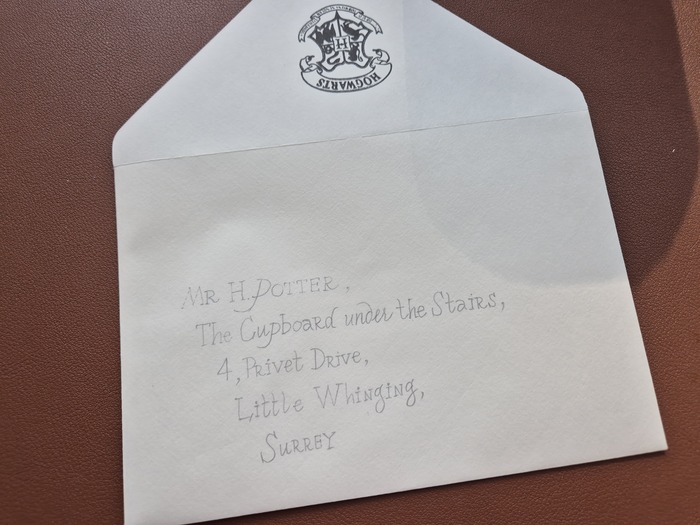 HOGWARTS
H
Mr H. Potter,
The Cupboard under the Stairs,
4, Privet Drive,
Little Whinging,
Surrey